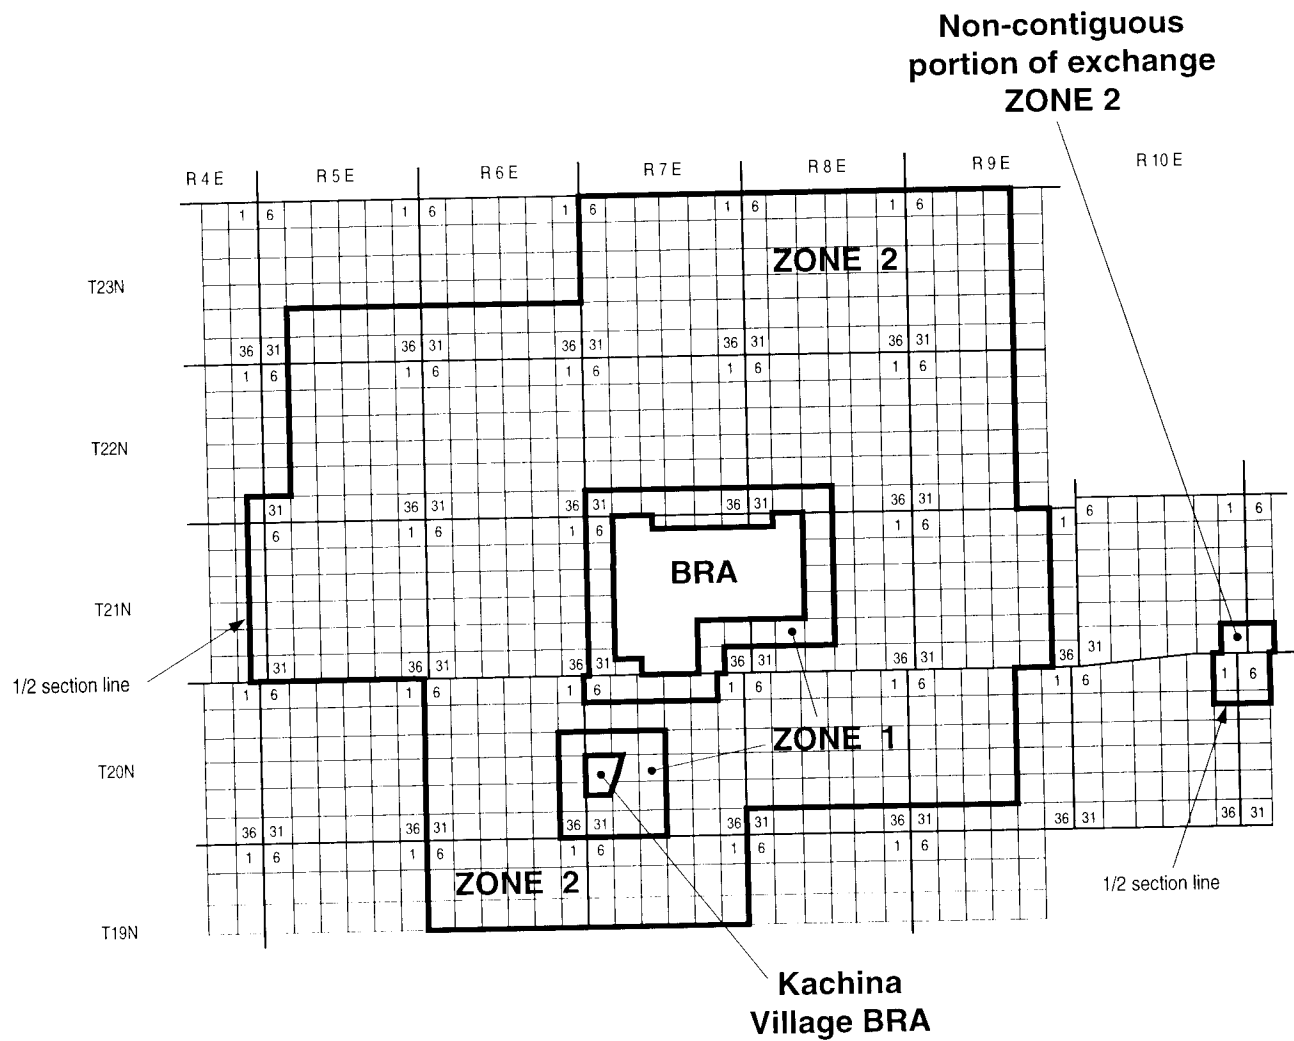 Non-contiguous
portion of exchange
ZONE 2
R 4 E R 5 E R 6 E R 7 E R 8 E R 9 E R 10 E
1 6 1 6 1 6 1 6 1 6
ZONE 2
T23N
36 31 36 31 36 31 36 31 36 31
1 6 1 6 1 6 1 6 1 6
T22N
31 36 31 36 31 36 31 36 31
6 1 6 1 6 1 6 1 6 1 6
BRA
T21N
31 36 31 36 31 36 31 36 31 36 31
1/2 section line
1 6 1 6 1 6 1 6 1 6 1 6 1 6
ZONE 1
T20N
36 31 36 31 36 31 36 31 36 31 36 31 36 31
1 6 1 6 1 6 1 6 1 6
ZONE 2
1/2 section line
T19N
Kachina
Village BRA